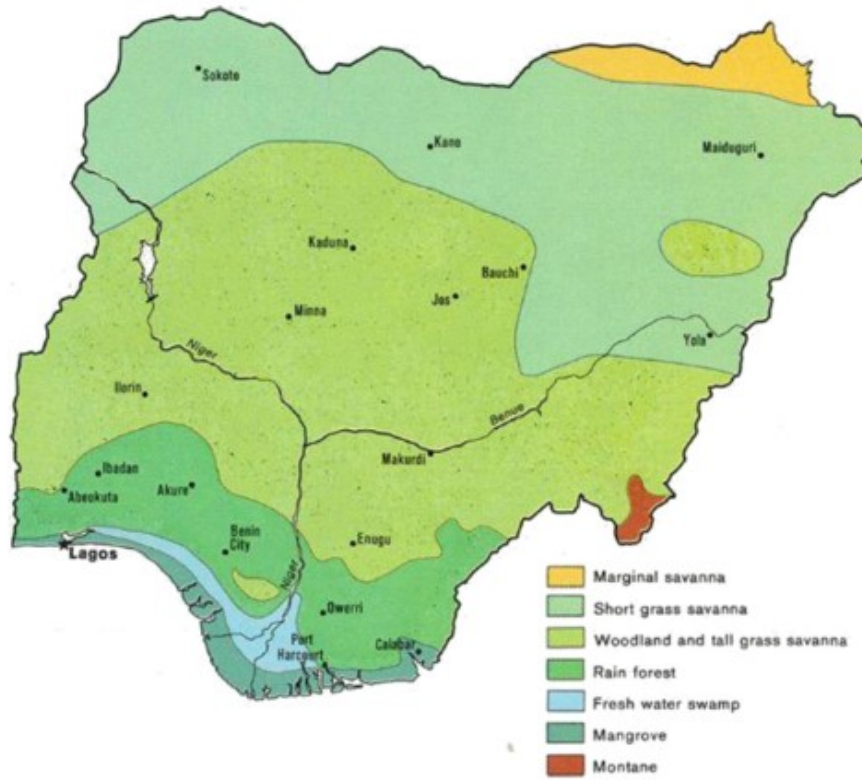 Sokoto
Kano
Maiduguri
Kaduna
Bauchi
Jos
Minna
Yola
Niger
Ilorin
Benue
Makurdi
Ibadan
Abeokuta
Akure
Benin
City
Enugu
Lagos
Niger
Owerri
Port
Harcourt
Calabar
Marginal savanna
Short grass savanna
Woodland and tall grass savanna
Rain forest
Fresh water swamp
Mangrove
Montane